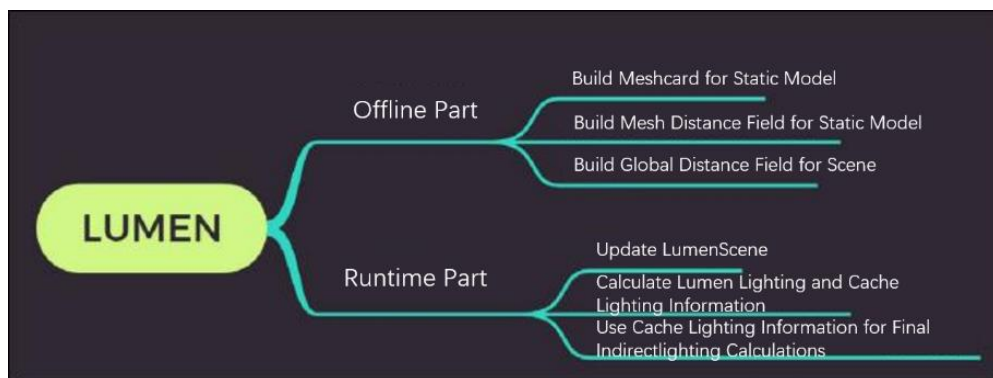 LUMEN
Offline Part
Build Meshcard for Static Model
Build Mesh Distance Field for Static Model
Build Global Distance Field for Scene
Runtime Part
Update LumenScene
Calculate Lumen Lighting and Cache
Lighting Information
Use Cache Lighting Information for Final
Indirectlighting Calculations